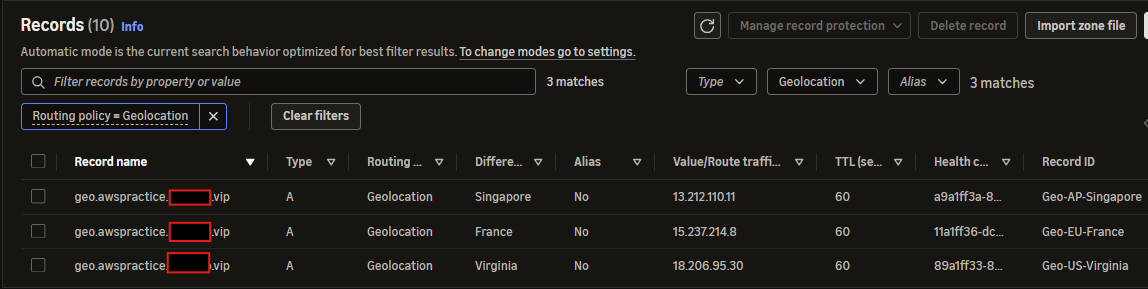 Records (10) Info
Manage record protection Delete record Import zone file
Automatic mode is the current search behavior optimized for best filter results. To change modes go to settings.
Filter records by property or value 3 matches Type Geolocation Alias 3 matches
Routing policy = Geolocation Clear filters
Record name Type Routing ... Differe... Alias Value/Route traffi... TTL (se... Health c... Record ID
geo.awspractice. .vip A Geolocation Singapore No 13.212.110.11 60 a9a1ff3a-8... Geo-AP-Singapore
geo.awspractice. .vip A Geolocation France No 15.237.214.8 60 11a1ff36-dc... Geo-EU-France
geo.awspractice. .vip A Geolocation Virginia No 18.206.95.30 60 89a1ff33-8... Geo-US-Virginia